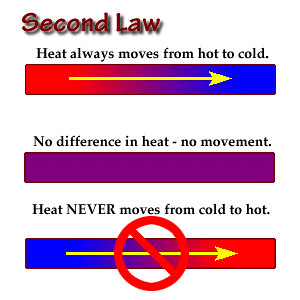 Second Law
Heat always moves from hot to cold.
No difference in heat - no movement.
Heat NEVER moves from cold to hot.